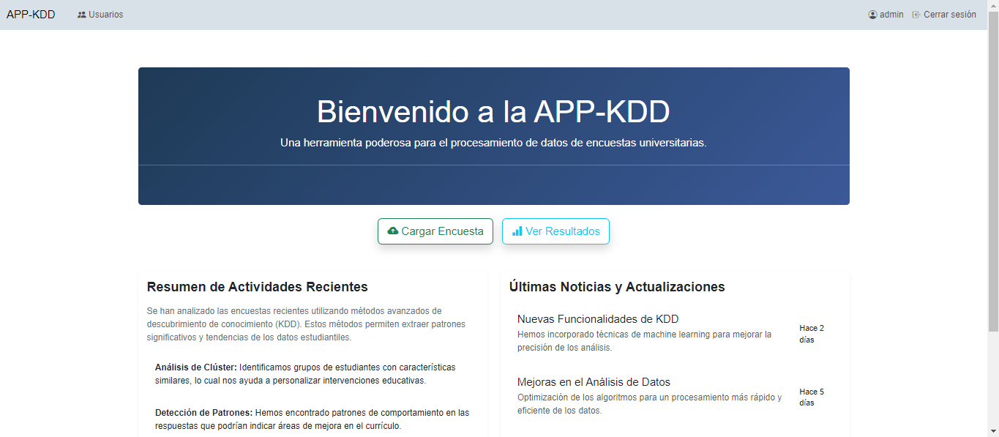 APP-KDD
Usuarios
admin
Cerrar sesión
Bienvenido a la APP-KDD
Una herramienta poderosa para el procesamiento de datos de encuestas universitarias.
Cargar Encuesta
Ver Resultados
Resumen de Actividades Recientes
Se han analizado las encuestas recientes utilizando métodos avanzados de
descubrimiento de conocimiento (KDD). Estos métodos permiten extraer patrones
significativos y tendencias de los datos estudiantiles.
Análisis de Clúster: Identificamos grupos de estudiantes con características
similares, lo cual nos ayuda a personalizar intervenciones educativas.
Detección de Patrones: Hemos encontrado patrones de comportamiento en las
respuestas que podrían indicar áreas de mejora en el currículo.
Últimas Noticias y Actualizaciones
Nuevas Funcionalidades de KDD
Hemos incorporado técnicas de machine learning para mejorar la
precisión de los análisis.
Hace 2
días
Mejoras en el Análisis de Datos
Optimización de los algoritmos para un procesamiento más rápido y
eficiente de los datos.
Hace 5
días